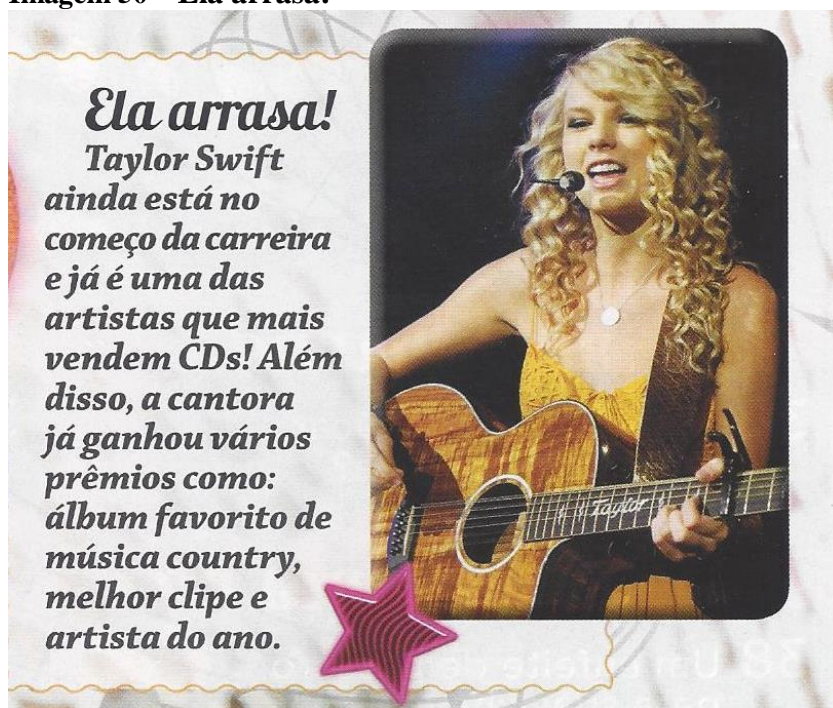 Imagem 30 – Ela arrasa!
Ela arrasa!
Taylor Swift
ainda está no
começo da carreira
e já é uma das
artistas que mais
vendem CDs! Além
disso, a cantora
já ganhou vários
prêmios como:
álbum favorito de
música country,
melhor clipe e
artista do ano.
Taylor